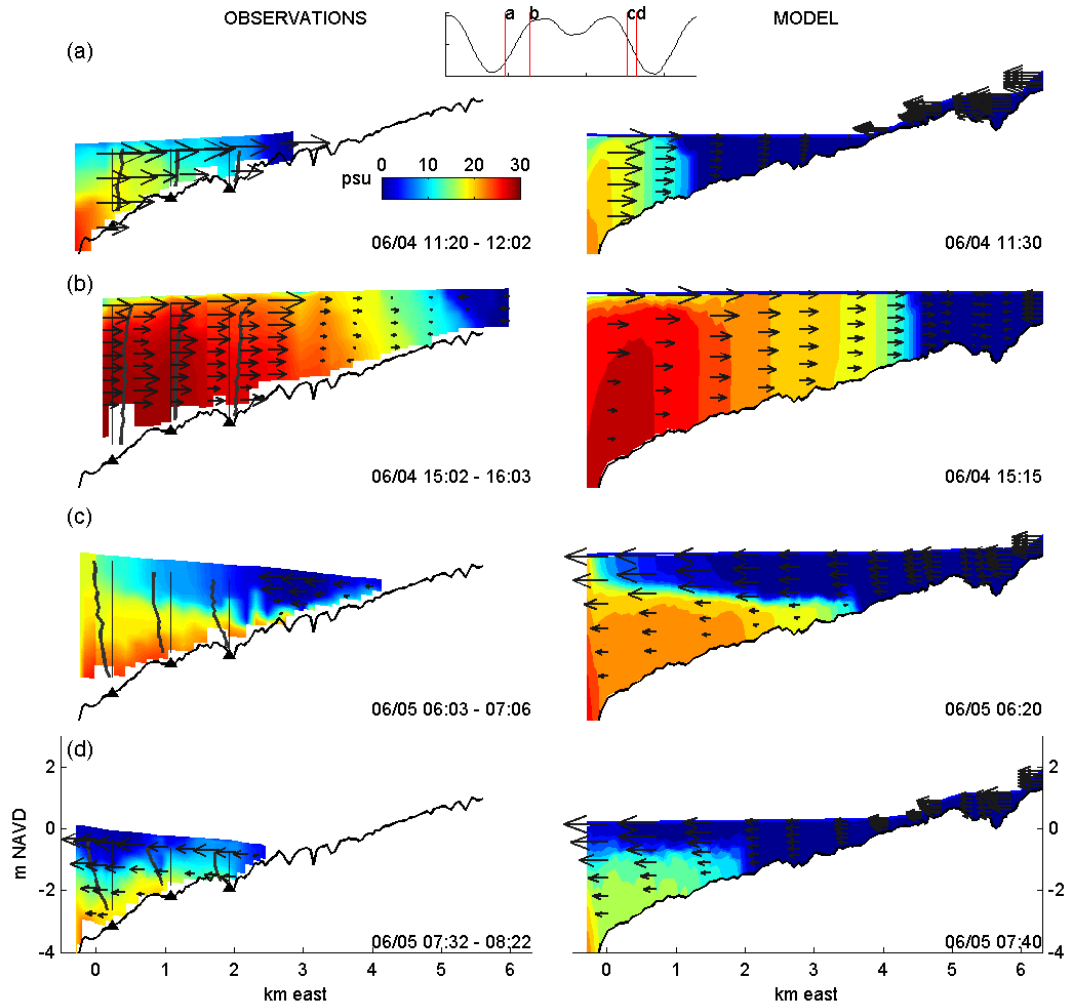 OBSERVATIONS
MODEL
a b cd
(a)
psu
0 10 20 30
06/04 11:20 - 12:02
06/04 11:30
(b)
06/04 15:02 - 16:03
06/04 15:15
(c)
06/05 06:03 - 07:06
06/05 06:20
(d)
2
0
-2
-4
m NAVD
06/05 07:32 - 08:22
06/05 07:40
2
0
-2
-4
0 1 2 3 4 5 6
km east
0 1 2 3 4 5 6
km east